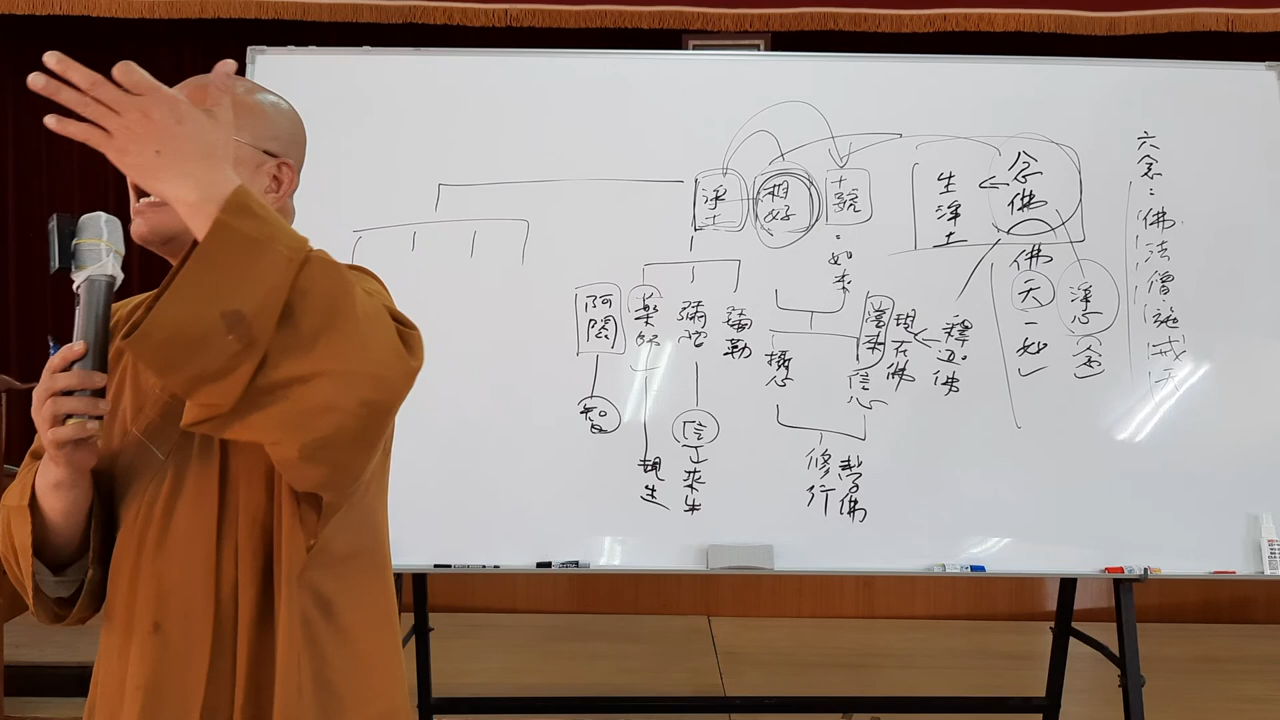 六念：佛法僧施戒天
念佛
佛
天
一如
淨心
念
生淨土
釋迦佛
現在佛
當來
十號
：如來
相好
淨土
信心
攝心
學佛
修行
彌勒
彌陀
信
來生
藥師
現生
阿閦
智